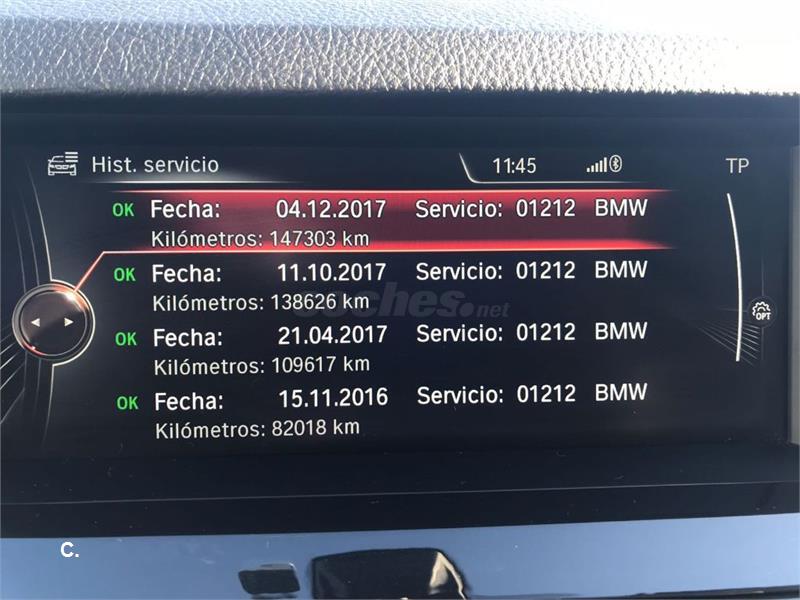 Hist. servicio 11:45 TP
OK Fecha: 04.12.2017 Servicio: 01212 BMW
Kilómetros: 147303 km
OK Fecha: 11.10.2017 Servicio: 01212 BMW
Kilómetros: 138626 km
coches.net
OPT
OK Fecha: 21.04.2017 Servicio: 01212 BMW
Kilómetros: 109617 km
OK Fecha: 15.11.2016 Servicio: 01212 BMW
Kilómetros: 82018 km
C.